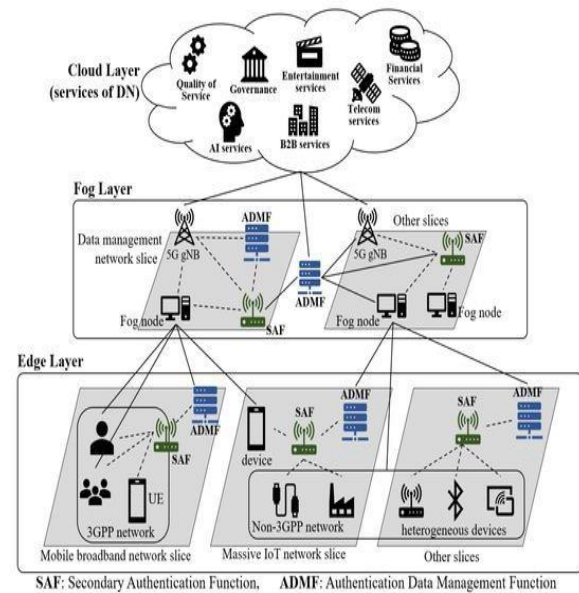 Cloud Layer
(services of DN)
Quality of
Service
Governance
Entertainment
services
Financial
Services
Telecom
services
AI services
B2B services
Fog Layer
Data management
network slice
5G gNB
ADMF
Fog node
SAF
ADMF
Other slices
5G gNB
SAF
Fog node
Fog node
Edge Layer
SAF
ADMF
UE
3GPP network
Mobile broadband network slice
device
SAF
ADMF
Non-3GPP network
Massive IoT network slice
SAF
ADMF
heterogeneous devices
Other slices
SAF: Secondary Authentication Function, ADMF: Authentication Data Management Function